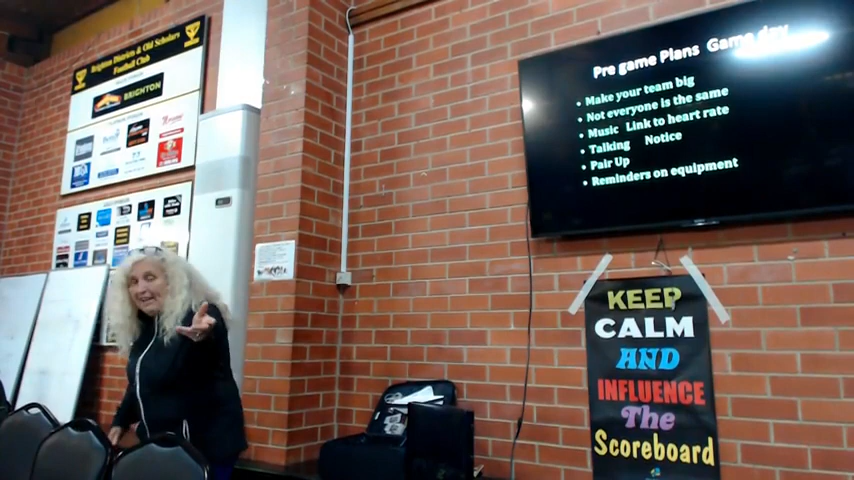 Brighton Districts & Old Scholars
Football Club
BRIGHTON
Pre game Plans Game day
• Make your team big
• Not everyone is the same
• Music Link to heart rate
• Talking Notice
• Pair Up
• Reminders on equipment
KEEP
CALM
AND
INFLUENCE
The
Scoreboard